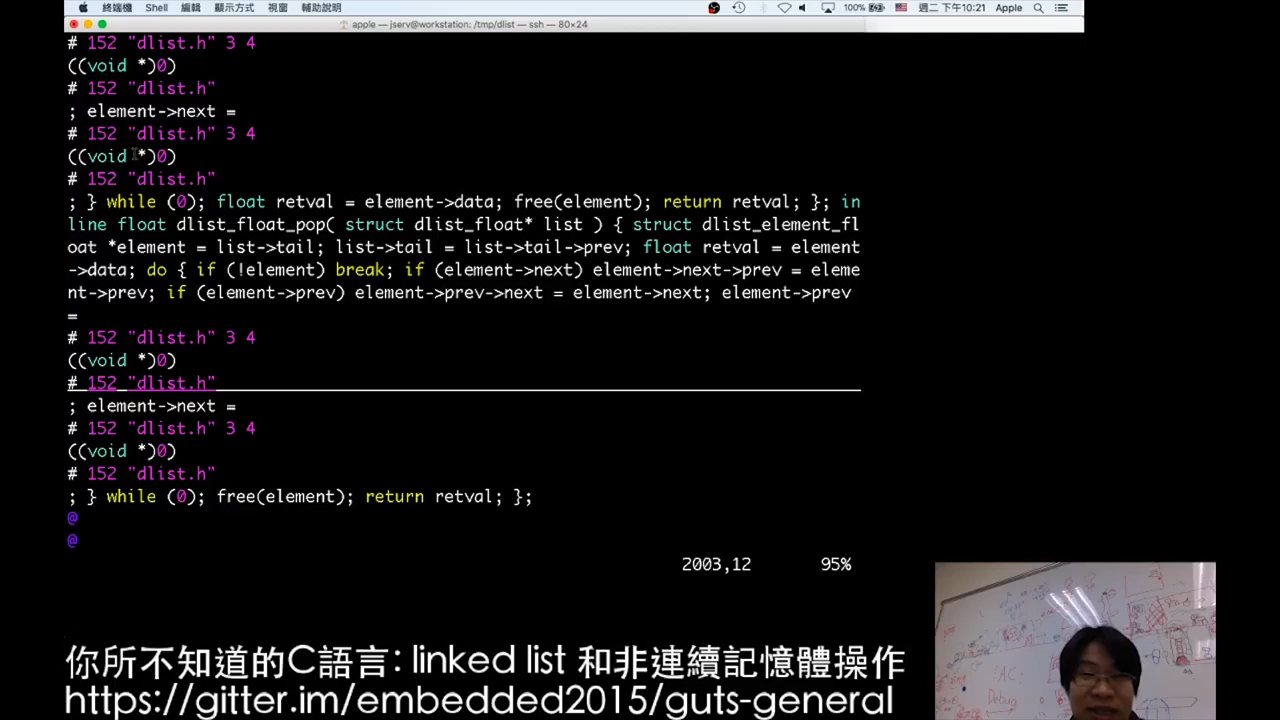 終端機 Shell 編輯 顯示方式 視窗 輔助說明 100% 週二 下午10:21 Apple
apple — jserv@workstation: /tmp/dlist — ssh — 80×24
# 152 "dlist.h" 3 4
((void *)0)
# 152 "dlist.h"
; element->next =
# 152 "dlist.h" 3 4
((void *)0)
# 152 "dlist.h"
; } while (0); float retval = element->data; free(element); return retval; }; in
line float dlist_float_pop( struct dlist_float* list ) { struct dlist_element_fl
oat *element = list->tail; list->tail = list->tail->prev; float retval = element
->data; do { if (!element) break; if (element->next) element->next->prev = eleme
nt->prev; if (element->prev) element->prev->next = element->next; element->prev
=
# 152 "dlist.h" 3 4
((void *)0)
# 152 "dlist.h"
; element->next =
# 152 "dlist.h" 3 4
((void *)0)
# 152 "dlist.h"
; } while (0); free(element); return retval; };
@
@
2003,12 95%
Debug
你所不知道的C語言: linked list 和非連續記憶體操作
https://gitter.im/embedded2015/guts-general